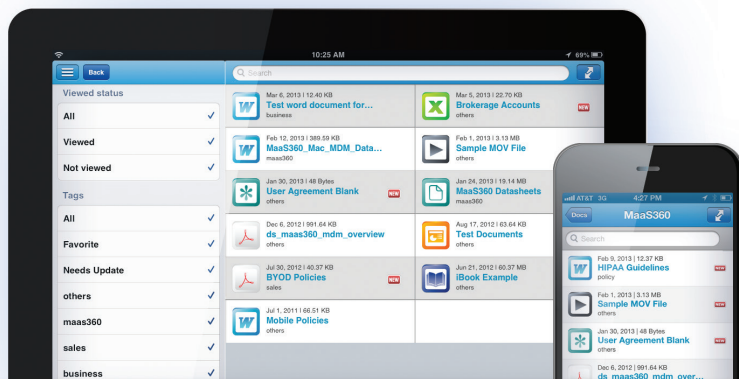 10:25 AM
69%
Back
Search
Viewed status
All
Viewed
Not viewed
Tags
All
Favorite
Needs Update
others
maas360
sales
business
Mar 6, 2013 | 12.40 KB
Test word document for...
business
Mar 5, 2013 | 22.70 KB
Brokerage Accounts
others
NEW
Feb 12, 2013 | 389.59 KB
MaaS360_Mac_MDM_Data...
maas360
Feb 1, 2013 | 3.13 MB
Sample MOV File
others
Jan 30, 2013 | 48 Bytes
User Agreement Blank
others
NEW
Jan 24, 2013 | 19.14 MB
MaaS360 Datasheets
maas360
Dec 6, 2012 | 991.64 KB
ds_maas360_mdm_overview
others
Aug 17, 2012 | 63.64 KB
Test Documents
others
Jul 30, 2012 | 40.37 KB
BYOD Policies
sales
NEW
Jun 21, 2012 | 60.37 MB
iBook Example
others
Jul 1, 2011 | 66.51 KB
Mobile Policies
others
AT&T 3G 4:27 PM
Docs
MaaS360
Search
Feb 9, 2013 | 12.37 KB
HIPAA Guidelines
policy
NEW
Feb 1, 2013 | 3.13 MB
Sample MOV File
others
NEW
Jan 30, 2013 | 48 Bytes
User Agreement Blank
others
NEW
Dec 6, 2012 | 991.64 KB
ds_maas360_mdm_over...
NEW